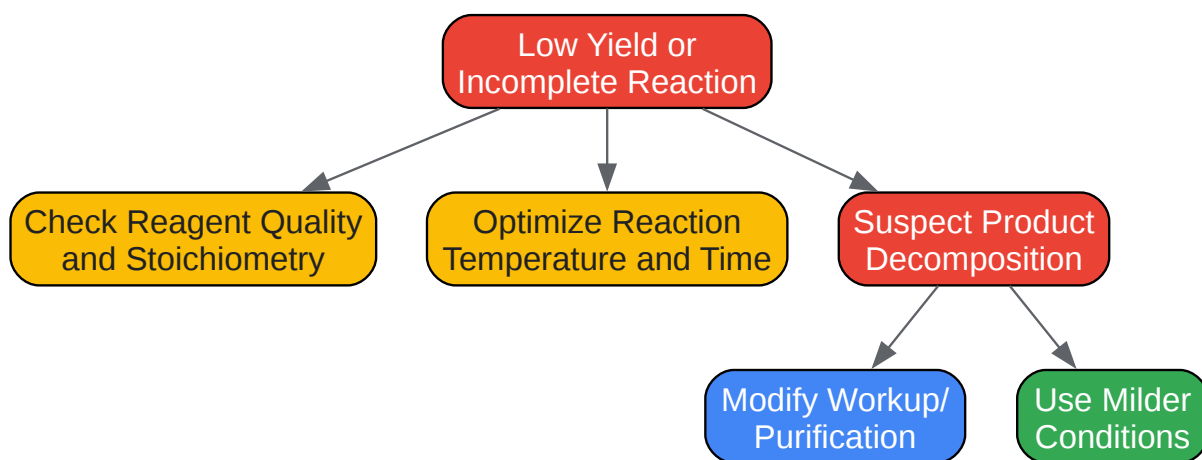 Low Yield or
Incomplete Reaction
Check Reagent Quality
and Stoichiometry
Optimize Reaction
Temperature and Time
Suspect Product
Decomposition
Modify Workup/
Purification
Use Milder
Conditions